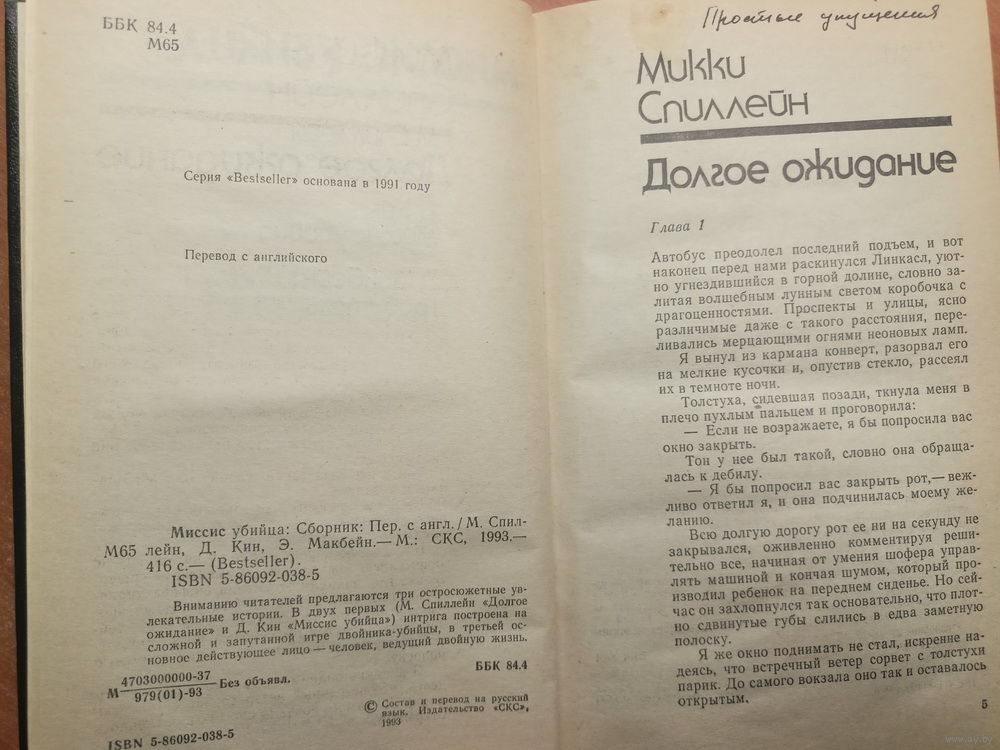 ББК 84.4
М65
Серия «Bestseller» основана в 1991 году
Перевод с английского
Миссис убийца: Сборник: Пер. с англ./ М. Спил-
М65 лейн, Д. Кин, Э. Макбейн.— М.: СКС, 1993.—
416 с.— (Bestseller).
ISBN 5-86092-038-5
Вниманию читателей предлагаются три остросюжетные ув-
лекательные истории. В двух первых (М. Спиллейн «Долгое
ожидание» и Д. Кин «Миссис убийца») интрига построена на
сложной и запутанной игре двойника-убийцы, в третьей ос-
новное действующее лицо — человек, ведущий двойную жизнь.
ББК 84.4
4703000000-37
М
979(01)-93
Без объявл.
© Состав и перевод на русский
язык. Издательство «СКС»,
1993
ISBN 5-86092-038-5
Простые упущения
Микки
Спиллейн
Долгое ожидание
Глава 1
Автобус преодолел последний подъем, и вот
наконец перед нами раскинулся Линкасл, уют-
но угнездившийся в горной долине, словно за-
литая волшебным лунным светом коробочка с
драгоценностями. Проспекты и улицы, ясно
различимые даже с такого расстояния, пере-
ливались мерцающими огнями неоновых ламп.
Я вынул из кармана конверт, разорвал его
на мелкие кусочки и, опустив стекло, рассеял
их в темноте ночи.
Толстуха, сидевшая позади, ткнула меня в
плечо пухлым пальцем и проговорила:
— Если не возражаете, я бы попросила вас
окно закрыть.
Тон у нее был такой, словно она обраща-
лась к дебилу.
— Я бы попросил вас закрыть рот,— веж-
ливо ответил я, и она подчинилась моему же-
ланию.
Всю долгую дорогу рот ее ни на секунду не
закрывался, оживленно комментируя реши-
тельно все, начиная от умения шофера управ-
лять машиной и кончая шумом, который про-
изводил ребенок на переднем сиденье. Но сей-
час он захлопнулся так основательно, что плот-
но сдвинутые губы слились в едва заметную
полоску.
Я же окно поднимать не стал, искренне на-
деясь, что встречный ветер сорвет с толстухи
парик. До самого вокзала оно так и оставалось
открытым.
5
www.ay.by